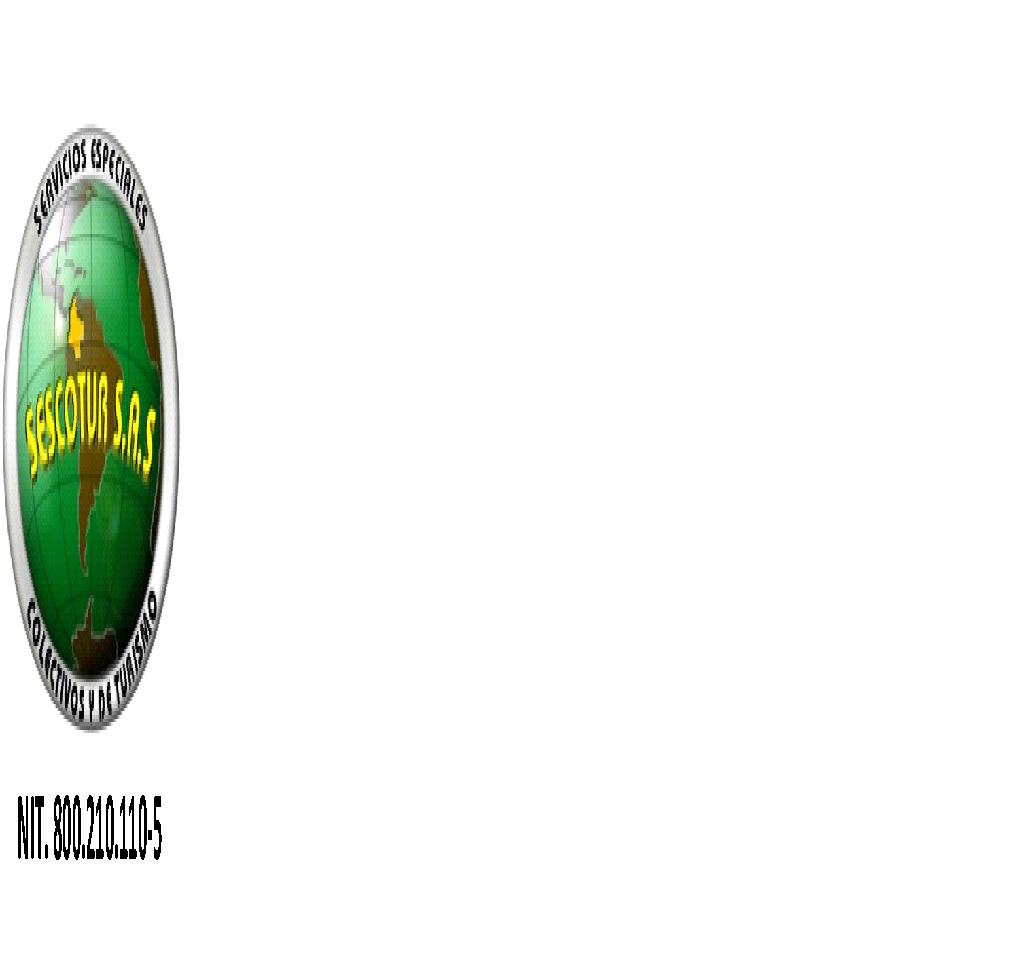 SERVICIOS ESPECIALES
SESCOTUR S.A.S
COLECTIVOS Y DE TURISMO
NIT. 800.210.110-5